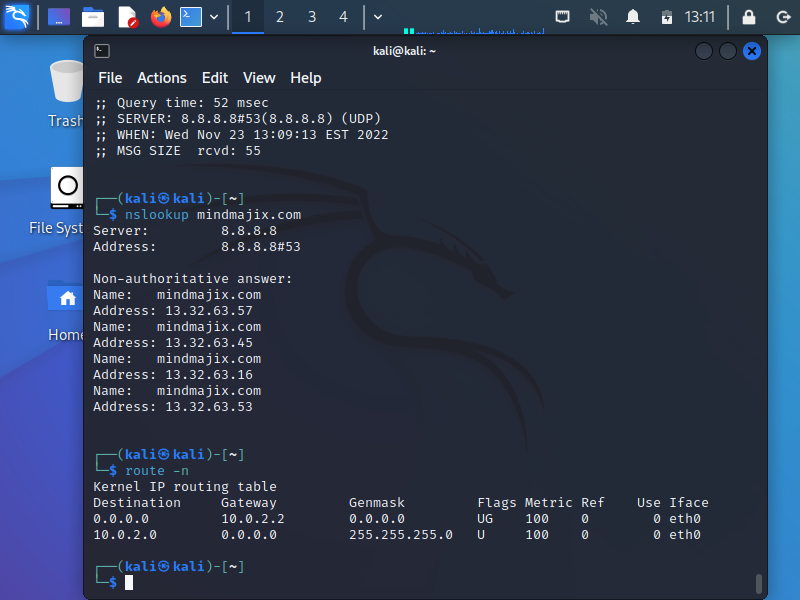 1 2 3 4 13:11
kali@kali: ~
File Actions Edit View Help
;; Query time: 52 msec
;; SERVER: 8.8.8.8#53(8.8.8.8) (UDP)
;; WHEN: Wed Nov 23 13:09:13 EST 2022
;; MSG SIZE  rcvd: 55
┌──(kali㉿kali)-[~]
└─$ nslookup mindmajix.com
Server:         8.8.8.8
Address:        8.8.8.8#53
Non-authoritative answer:
Name:   mindmajix.com
Address: 13.32.63.57
Name:   mindmajix.com
Address: 13.32.63.45
Name:   mindmajix.com
Address: 13.32.63.16
Name:   mindmajix.com
Address: 13.32.63.53
┌──(kali㉿kali)-[~]
└─$ route -n
Kernel IP routing table
Destination     Gateway         Genmask         Flags Metric Ref    Use Iface
0.0.0.0         10.0.2.2        0.0.0.0         UG    100    0        0 eth0
10.0.2.0        0.0.0.0         255.255.255.0   U     100    0        0 eth0
┌──(kali㉿kali)-[~]
└─$
Trash
File Syst
Home